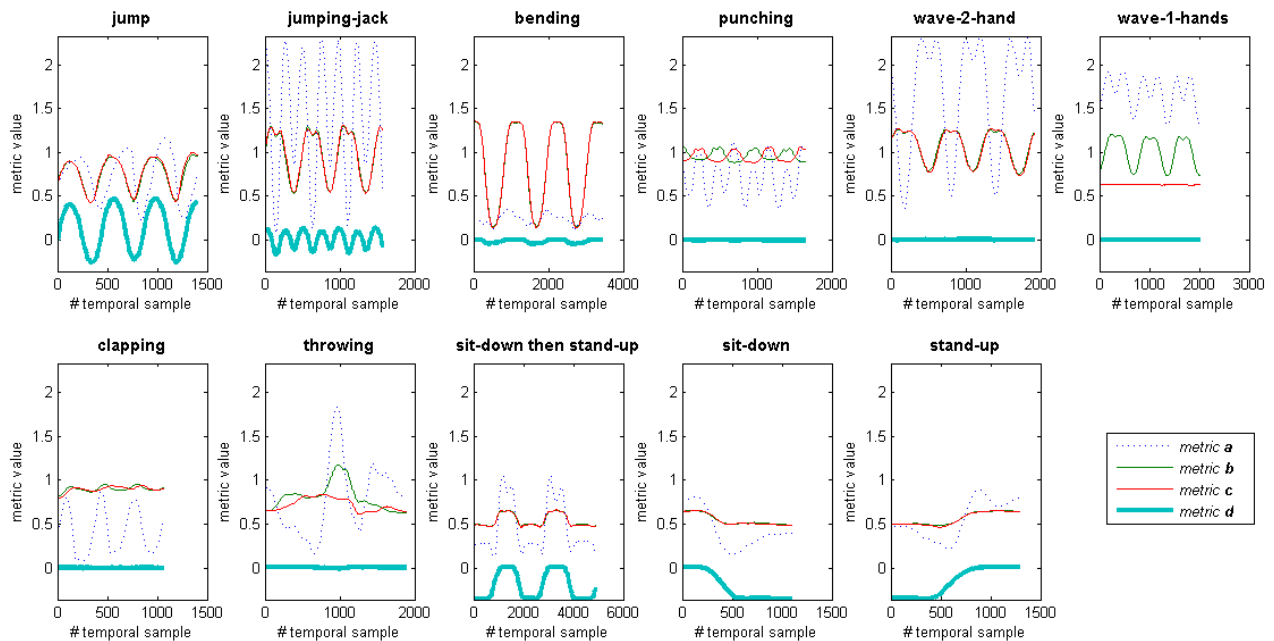 jump
jumping-jack
bending
punching
wave-2-hand
wave-1-hands
metric value
2
1.5
1
0.5
0
0 500 1000 1500
# temporal sample
metric value
2
1.5
1
0.5
0
0 1000 2000
# temporal sample
metric value
2
1.5
1
0.5
0
0 2000 4000
# temporal sample
metric value
2
1.5
1
0.5
0
0 1000 2000
# temporal sample
metric value
2
1.5
1
0.5
0
0 1000 2000
# temporal sample
metric value
2
1.5
1
0.5
0
0 1000 2000 3000
# temporal sample
clapping
throwing
sit-down then stand-up
sit-down
stand-up
metric value
2
1.5
1
0.5
0
0 500 1000 1500
# temporal sample
metric value
2
1.5
1
0.5
0
0 1000 2000
# temporal sample
metric value
2
1.5
1
0.5
0
0 2000 4000 6000
# temporal sample
metric value
2
1.5
1
0.5
0
0 500 1000 1500
# temporal sample
metric value
2
1.5
1
0.5
0
0 500 1000 1500
# temporal sample
metric a
metric b
metric c
metric d